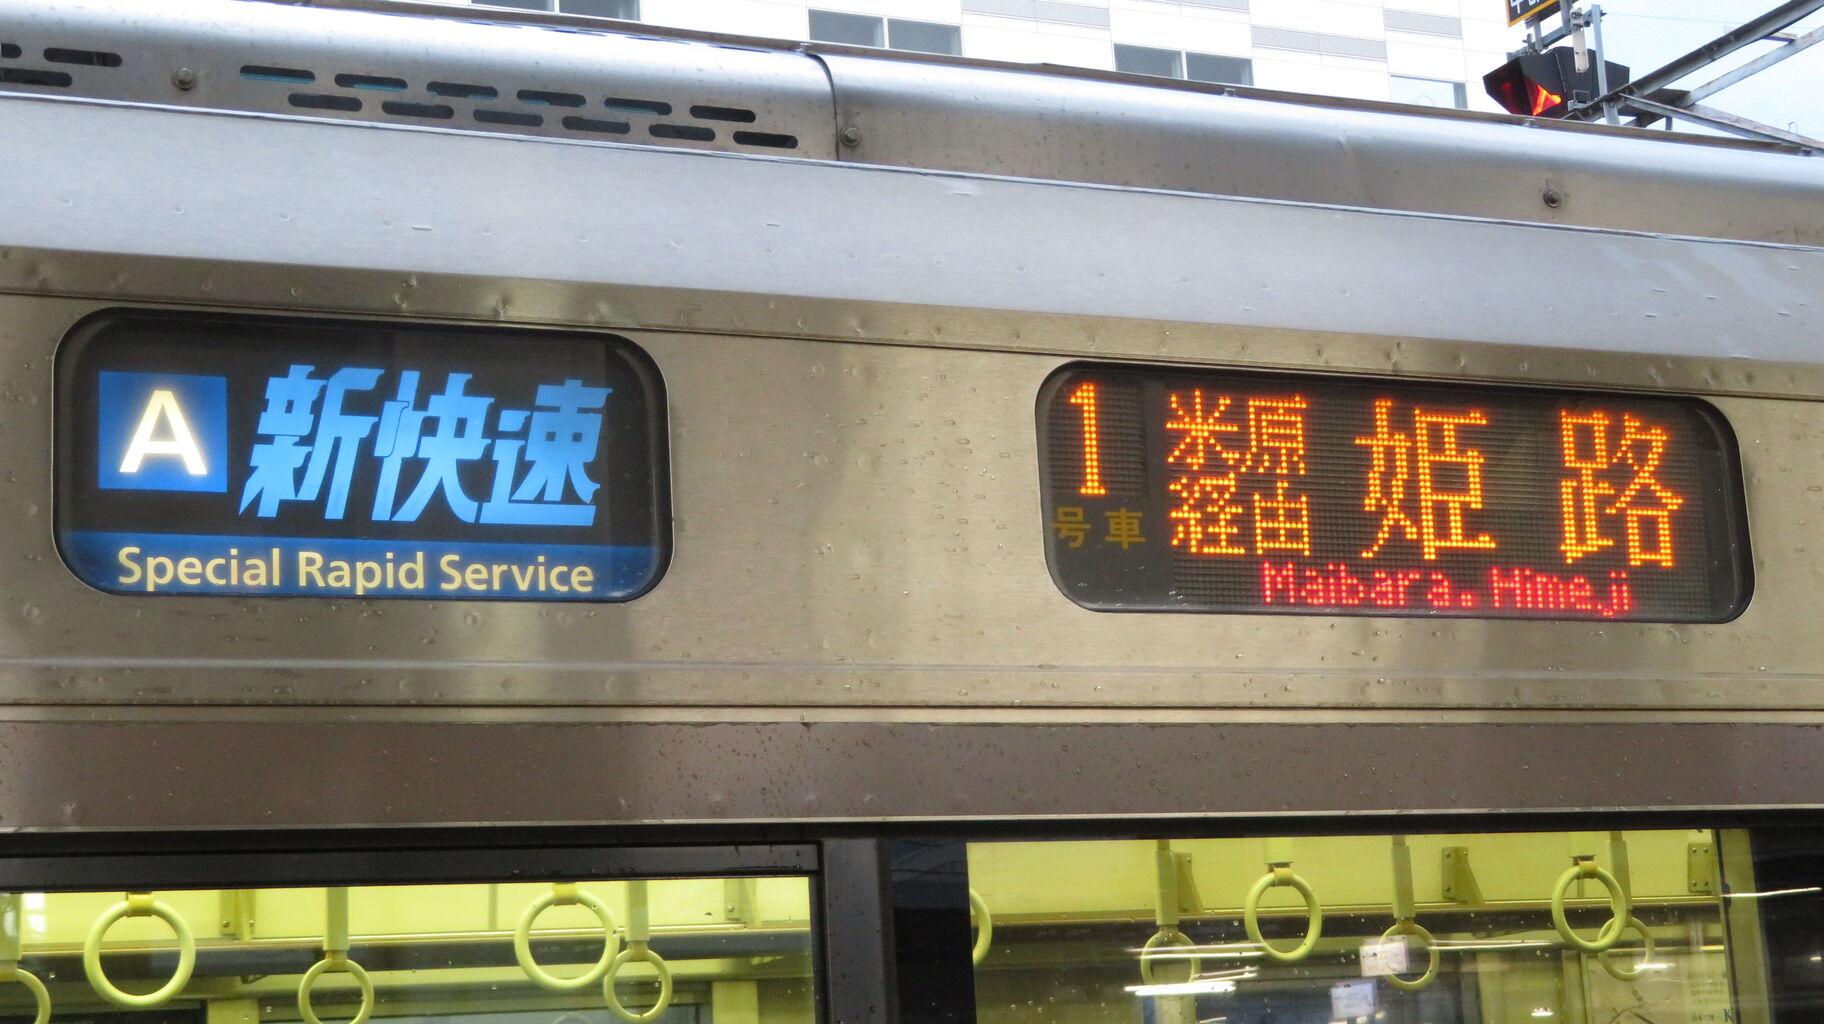 A 新快速
Special Rapid Service
1号車
米原経由
姫路
Maibara. Himeji